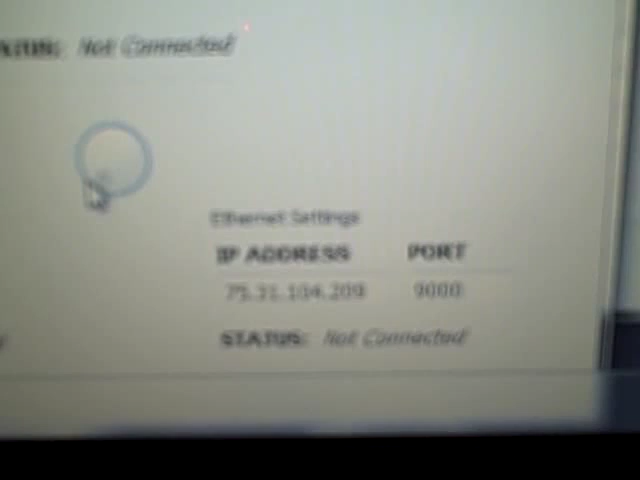 STATUS: Not Connected
Ethernet Settings
IP ADDRESS PORT
75.31.104.209 9000
STATUS: Not Connected